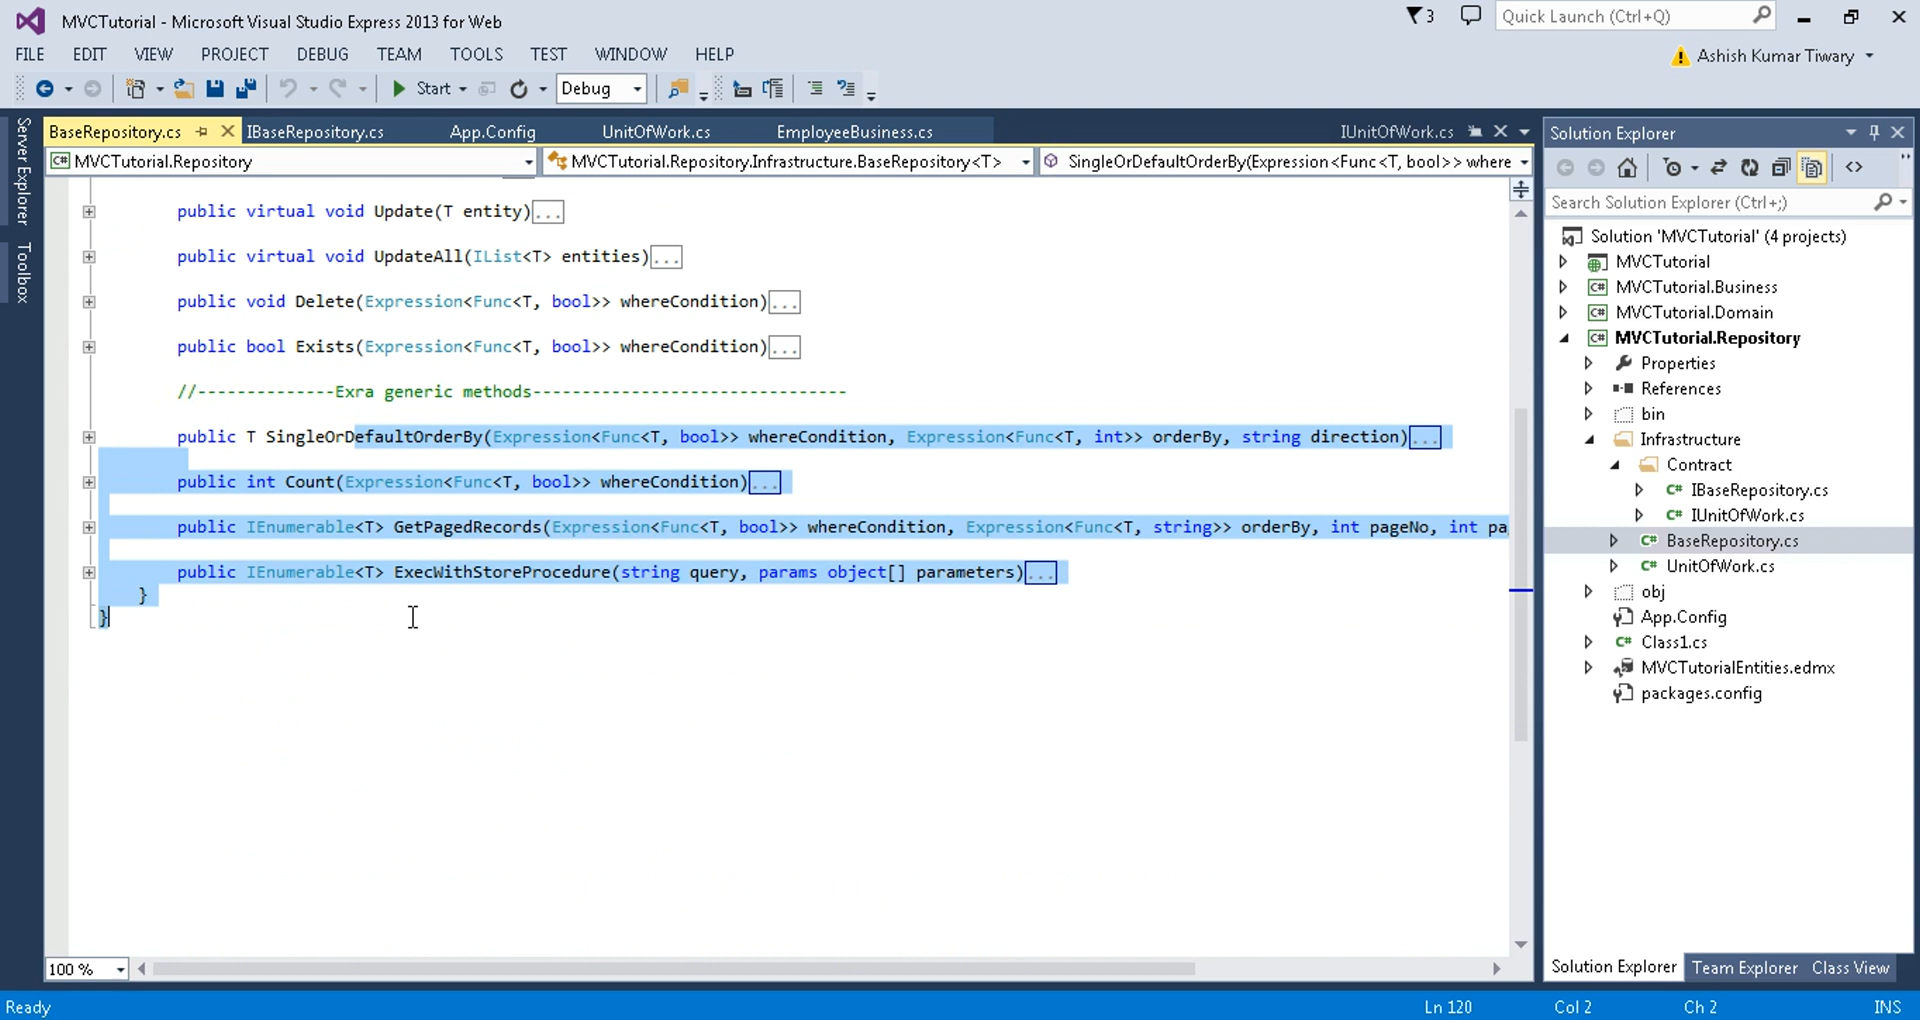 MVCTutorial - Microsoft Visual Studio Express 2013 for Web
3
Quick Launch (Ctrl+Q)
FILE EDIT VIEW PROJECT DEBUG TEAM TOOLS TEST WINDOW HELP
Ashish Kumar Tiwary
Start
Debug
Server Explorer
Toolbox
BaseRepository.cs IBaseRepository.cs App.Config UnitOfWork.cs EmployeeBusiness.cs IUnitOfWork.cs
MVCTutorial.Repository MVCTutorial.Repository.Infrastructure.BaseRepository<T> SingleOrDefaultOrderBy(Expression<Func<T, bool>> where
public virtual void Update(T entity)...
public virtual void UpdateAll(IList<T> entities)...
public void Delete(Expression<Func<T, bool>> whereCondition)...
public bool Exists(Expression<Func<T, bool>> whereCondition)...
//--------------Exra generic methods--------------------------------
public T SingleOrDefaultOrderBy(Expression<Func<T, bool>> whereCondition, Expression<Func<T, int>> orderBy, string direction)...
public int Count(Expression<Func<T, bool>> whereCondition)...
public IEnumerable<T> GetPagedRecords(Expression<Func<T, bool>> whereCondition, Expression<Func<T, string>> orderBy, int pageNo, int pa
public IEnumerable<T> ExecWithStoreProcedure(string query, params object[] parameters)...
}
}
100 %
Solution Explorer
Search Solution Explorer (Ctrl+;)
Solution 'MVCTutorial' (4 projects)
MVCTutorial
MVCTutorial.Business
MVCTutorial.Domain
MVCTutorial.Repository
Properties
References
bin
Infrastructure
Contract
IBaseRepository.cs
IUnitOfWork.cs
BaseRepository.cs
UnitOfWork.cs
obj
App.Config
Class1.cs
MVCTutorialEntities.edmx
packages.config
Solution Explorer Team Explorer Class View
Ready Ln 120 Col 2 Ch 2 INS